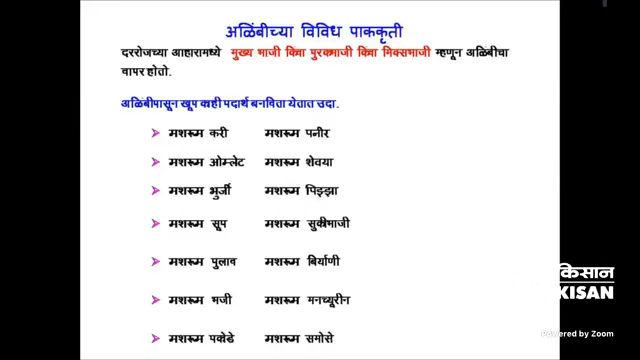 अळिंबीच्या विविध पाककृती
दररोजच्या आहारामध्ये मुख्य भाजी किंवा पुरकभाजी किंवा मिक्सभाजी म्हणून अळिंबीचा
वापर होतो.
अळिंबीपासून खूप काही पदार्थ बनविता येतात उदा.
मशरूम करी मशरूम पनीर
मशरूम ओम्लेट मशरूम शेवया
मशरूम भुर्जी मशरूम पिझ्झा
मशरूम सूप मशरूम सुकीभाजी
मशरूम पुलाव मशरूम बिर्याणी
मशरूम भजी मशरूम मनच्यूरीन
मशरूम पकोडे मशरूम समोसे
किसान
KISAN
Powered by Zoom